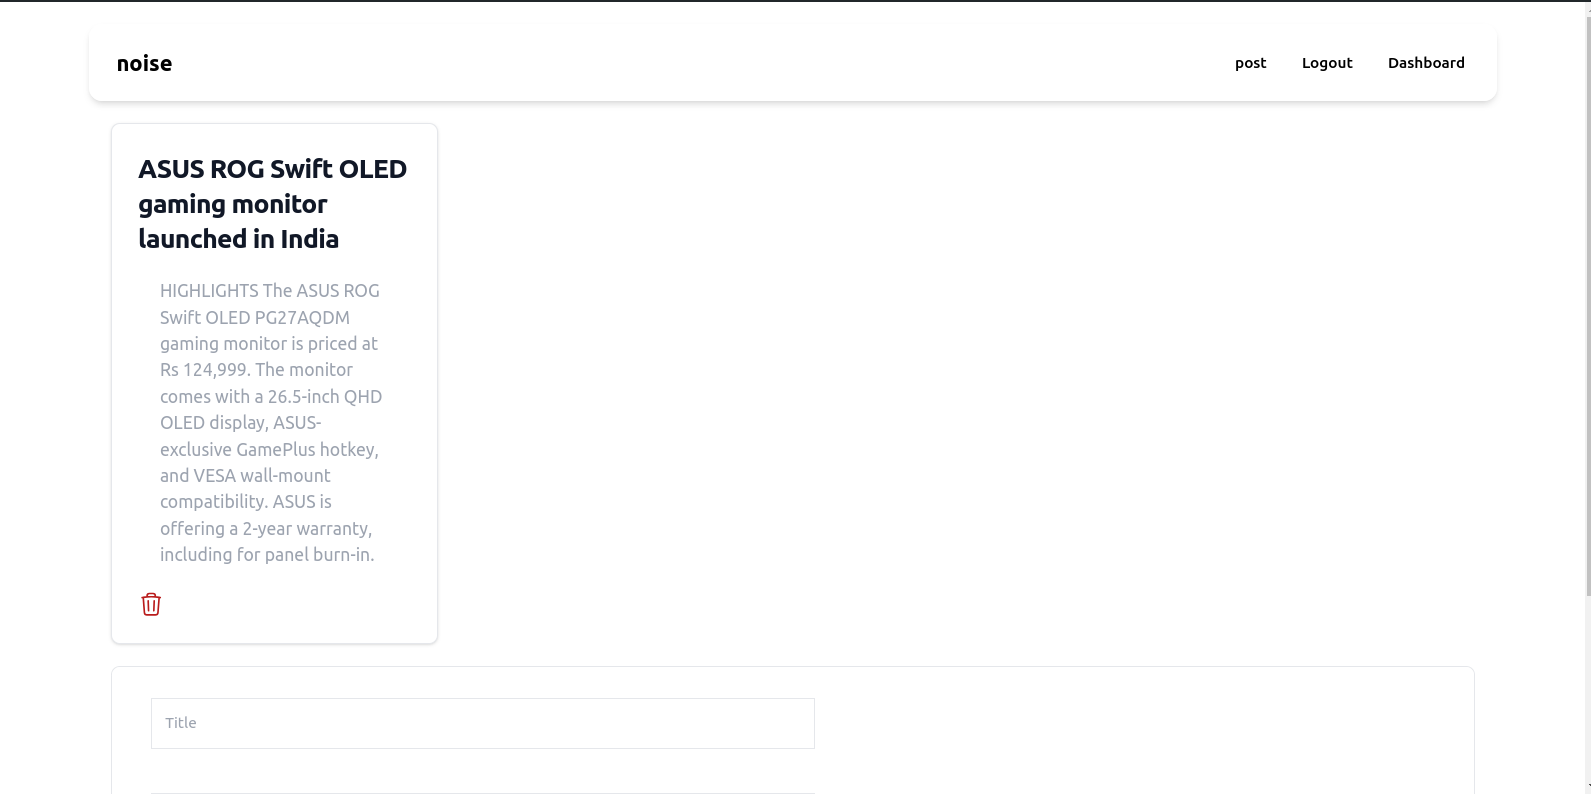 noise
post
Logout
Dashboard
ASUS ROG Swift OLED
gaming monitor
launched in India
HIGHLIGHTS The ASUS ROG
Swift OLED PG27AQDM
gaming monitor is priced at
Rs 124,999. The monitor
comes with a 26.5-inch QHD
OLED display, ASUS-
exclusive GamePlus hotkey,
and VESA wall-mount
compatibility. ASUS is
offering a 2-year warranty,
including for panel burn-in.
Title